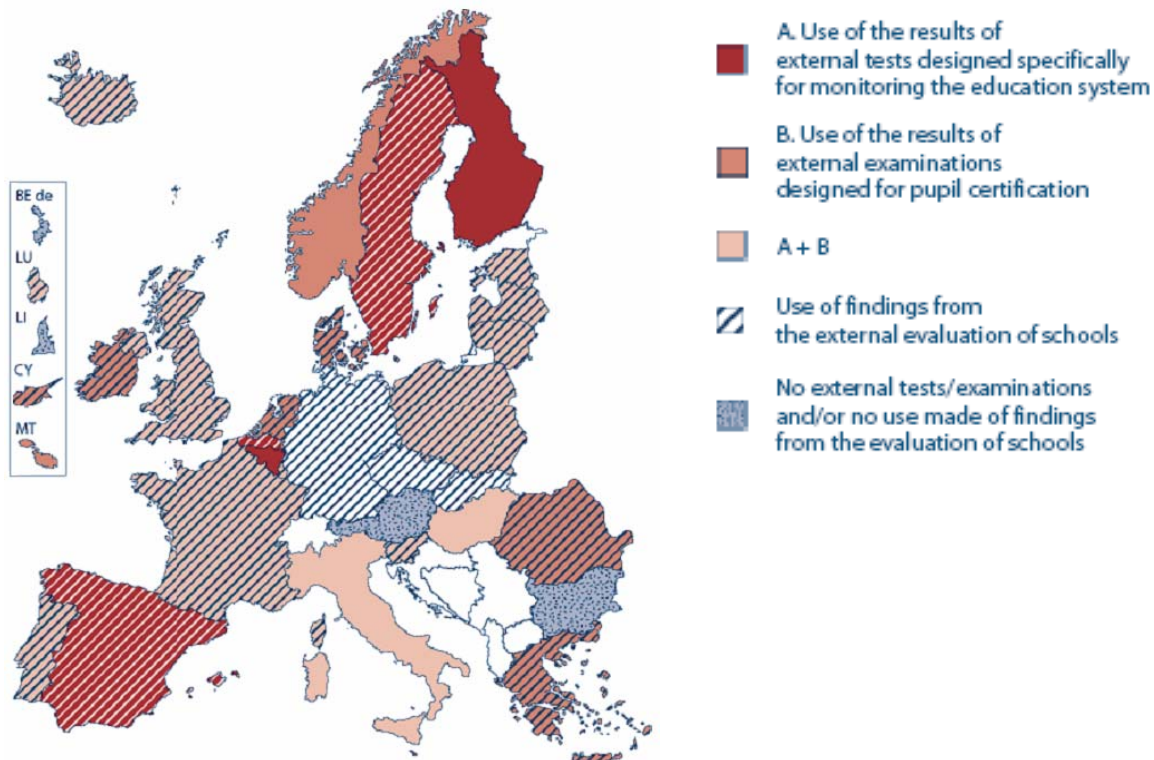 BE de
LU
LI
CY
MT
A. Use of the results of
external tests designed specifically
for monitoring the education system
B. Use of the results of
external examinations
designed for pupil certification
A + B
Use of findings from
the external evaluation of schools
No external tests/examinations
and/or no use made of findings
from the evaluation of schools